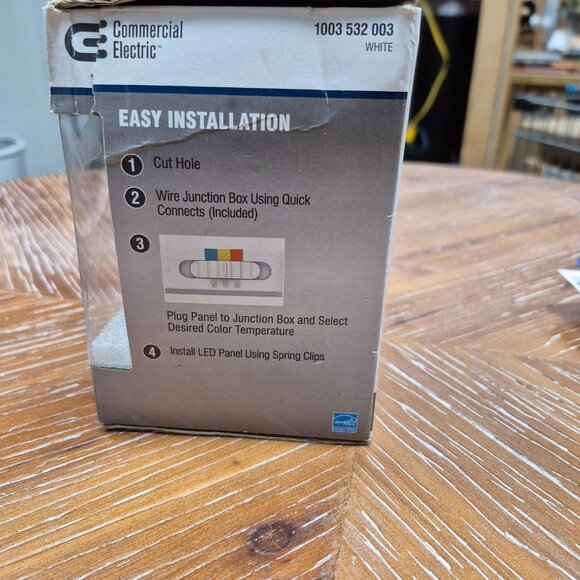 Commercial
Electric™
1003 532 003
WHITE
EASY INSTALLATION
1 Cut Hole
2 Wire Junction Box Using Quick
Connects (Included)
3
Plug Panel to Junction Box and Select
Desired Color Temperature
4 Install LED Panel Using Spring Clips